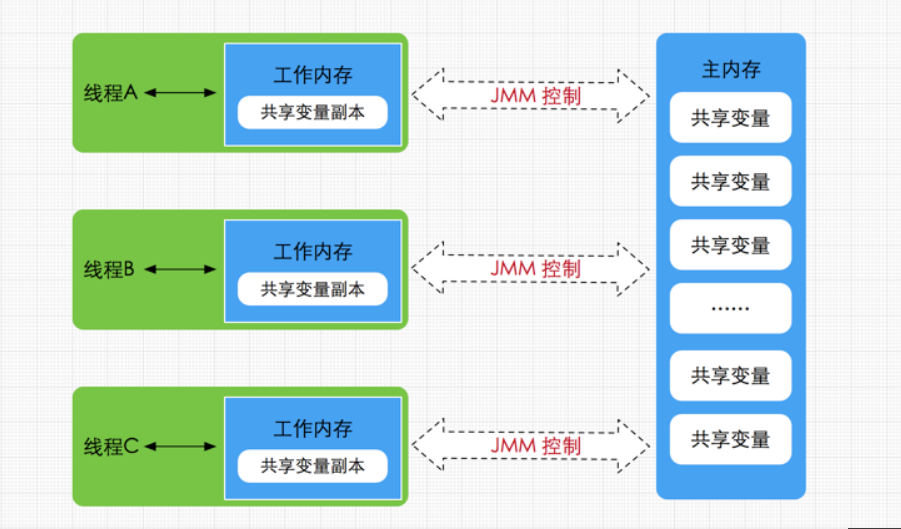 线程A
工作内存
共享变量副本
JMM 控制
线程B
工作内存
共享变量副本
JMM 控制
线程C
工作内存
共享变量副本
JMM 控制
主内存
共享变量
共享变量
共享变量
······
共享变量
共享变量